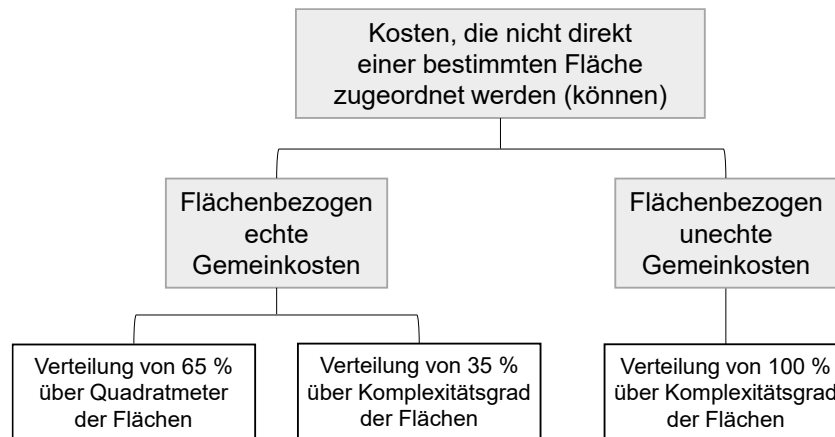 Kosten, die nicht direkt
einer bestimmten Fläche
zugeordnet werden (können)
Flächenbezogen
echte
Gemeinkosten
Flächenbezogen
unechte
Gemeinkosten
Verteilung von 65 %
über Quadratmeter
der Flächen
Verteilung von 35 %
über Komplexitätsgrad
der Flächen
Verteilung von 100 %
über Komplexitätsgrad
der Flächen